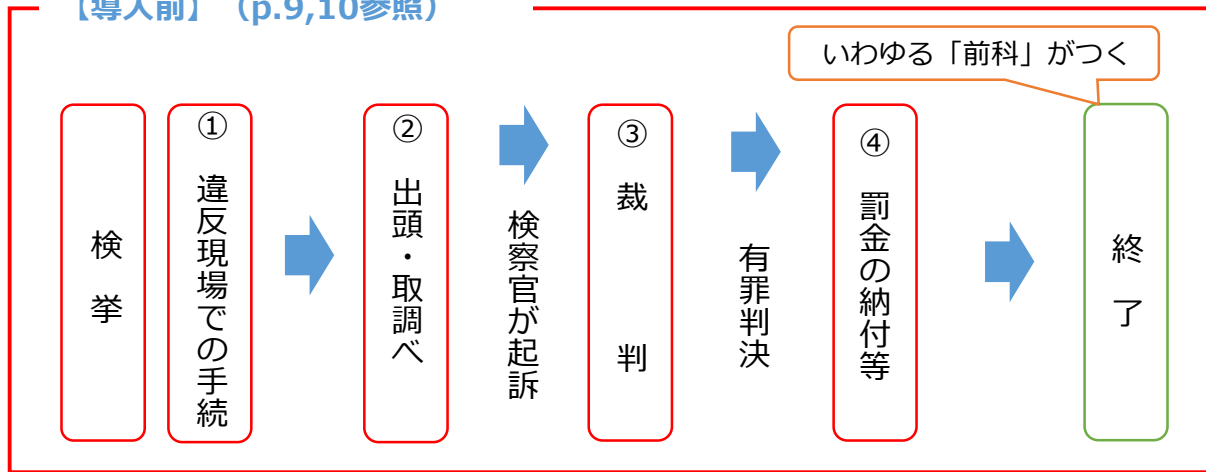 【導入前】（p.9,10参照）
いわゆる「前科」がつく
検挙
① 違反現場での手続
② 出頭・取調べ
検察官が起訴
③ 裁判
有罪判決
④ 罰金の納付等
終了